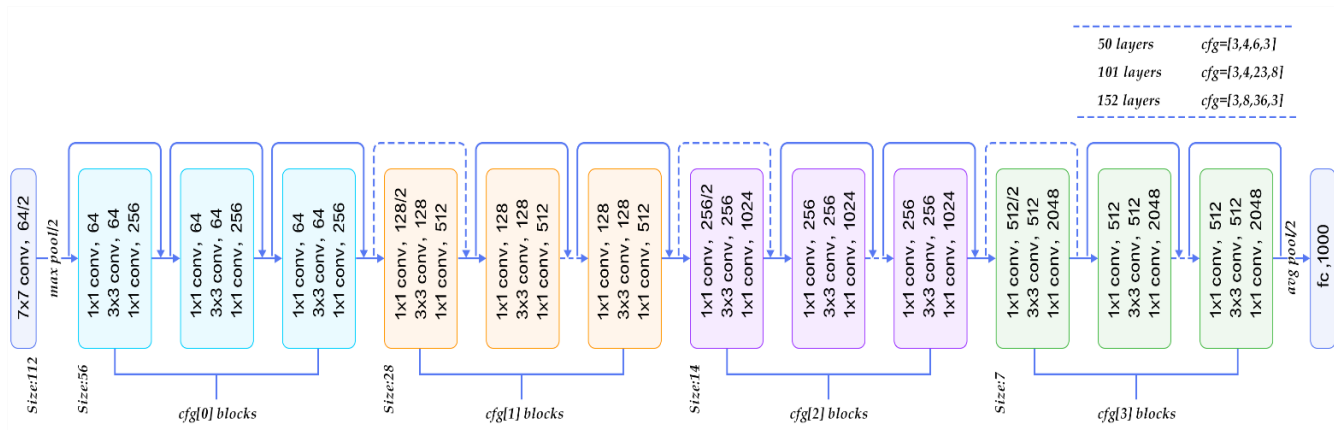 50 layers cfg=[3,4,6,3]
101 layers cfg=[3,4,23,8]
152 layers cfg=[3,8,36,3]
7x7 conv, 64/2
max pool/2
1x1 conv, 64
3x3 conv, 64
1x1 conv, 256
1x1 conv, 64
3x3 conv, 64
1x1 conv, 256
1x1 conv, 64
3x3 conv, 64
1x1 conv, 256
1x1 conv, 128/2
3x3 conv, 128
1x1 conv, 512
1x1 conv, 128
3x3 conv, 128
1x1 conv, 512
1x1 conv, 128
3x3 conv, 128
1x1 conv, 512
1x1 conv, 256/2
3x3 conv, 256
1x1 conv, 1024
1x1 conv, 256
3x3 conv, 256
1x1 conv, 1024
1x1 conv, 256
3x3 conv, 256
1x1 conv, 1024
1x1 conv, 512/2
3x3 conv, 512
1x1 conv, 2048
1x1 conv, 512
3x3 conv, 512
1x1 conv, 2048
1x1 conv, 512
3x3 conv, 512
1x1 conv, 2048
avg pool/2
fc ,1000
Size:112
Size:56
Size:28
Size:14
Size:7
cfg[0] blocks
cfg[1] blocks
cfg[2] blocks
cfg[3] blocks